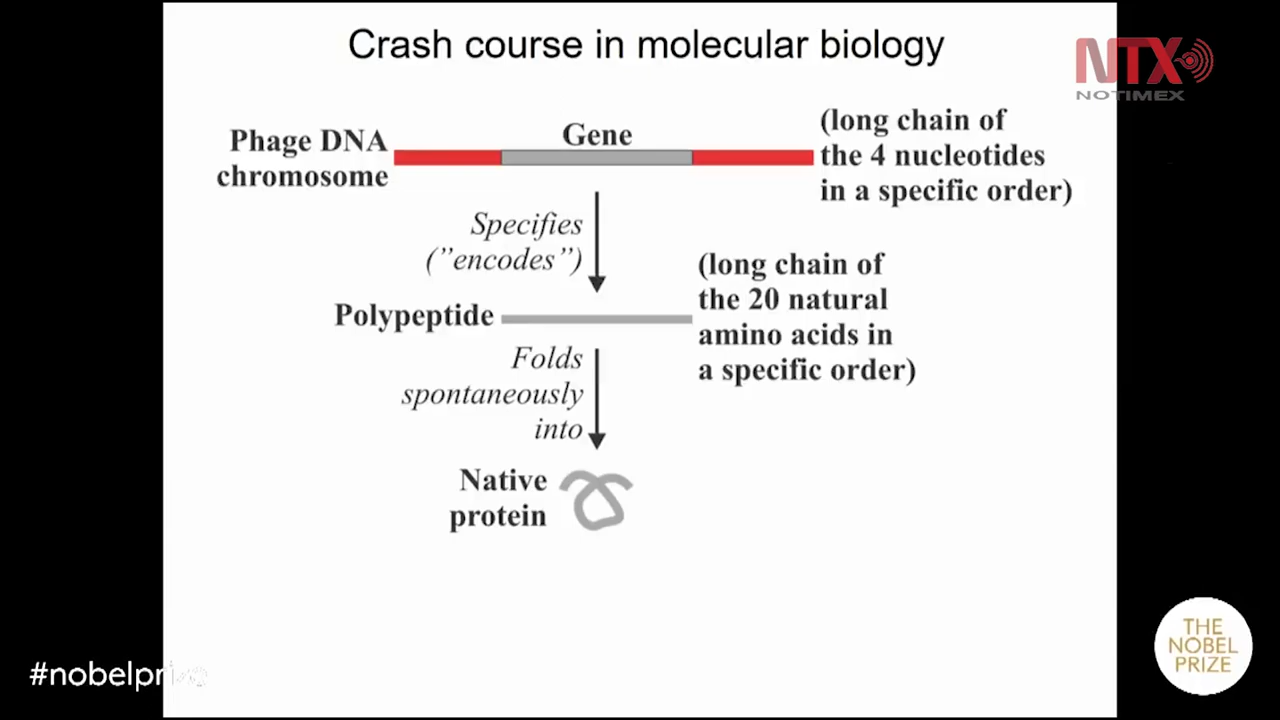 Crash course in molecular biology
NTX
NOTIMEX
Phage DNA
chromosome
Gene
(long chain of
the 4 nucleotides
in a specific order)
Specifies
(”encodes”)
Polypeptide
(long chain of
the 20 natural
amino acids in
a specific order)
Folds
spontaneously
into
Native
protein
#nobelprize
THE
NOBEL
PRIZE